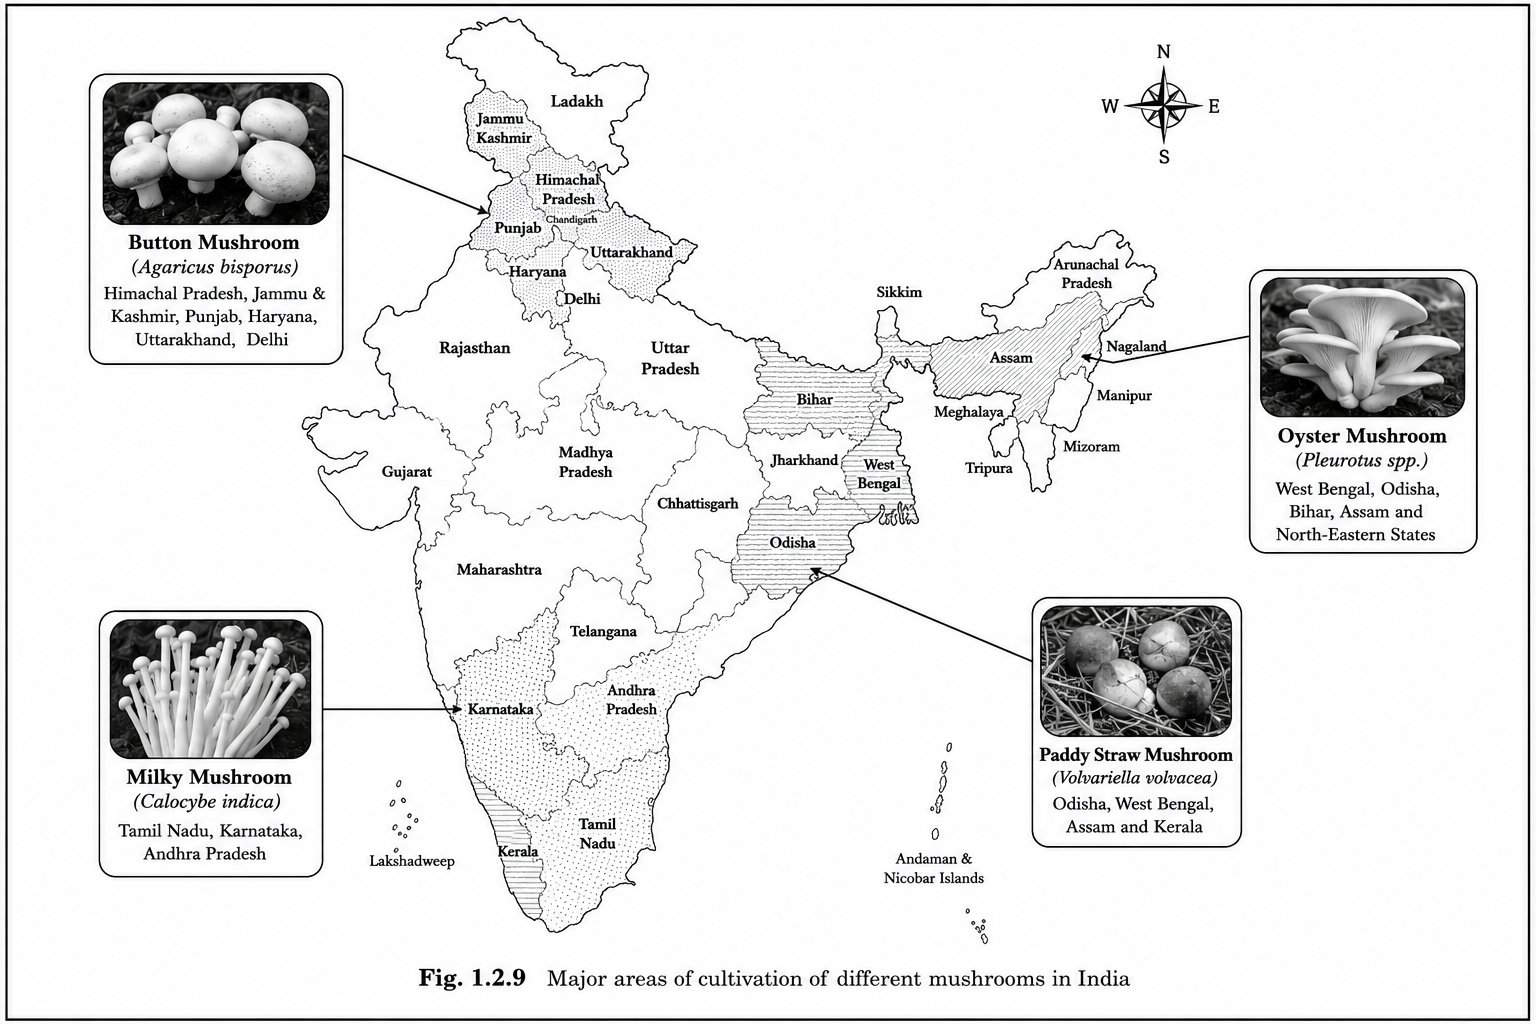 N
W
E
S
Ladakh
Jammu
Kashmir
Himachal
Pradesh
Chandigarh
Punjab
Uttarakhand
Haryana
Delhi
Rajasthan
Uttar
Pradesh
Bihar
Sikkim
Arunachal
Pradesh
Assam
Nagaland
Manipur
Meghalaya
Mizoram
Tripura
Gujarat
Madhya
Pradesh
Jharkhand
West
Bengal
Chhattisgarh
Odisha
Maharashtra
Telangana
Andhra
Pradesh
Karnataka
Tamil
Nadu
Kerala
Lakshadweep
Andaman &
Nicobar Islands
Button Mushroom
(Agaricus bisporus)
Himachal Pradesh, Jammu &
Kashmir, Punjab, Haryana,
Uttarakhand, Delhi
Oyster Mushroom
(Pleurotus spp.)
West Bengal, Odisha,
Bihar, Assam and
North-Eastern States
Milky Mushroom
(Calocybe indica)
Tamil Nadu, Karnataka,
Andhra Pradesh
Paddy Straw Mushroom
(Volvariella volvacea)
Odisha, West Bengal,
Assam and Kerala
Fig. 1.2.9 Major areas of cultivation of different mushrooms in India